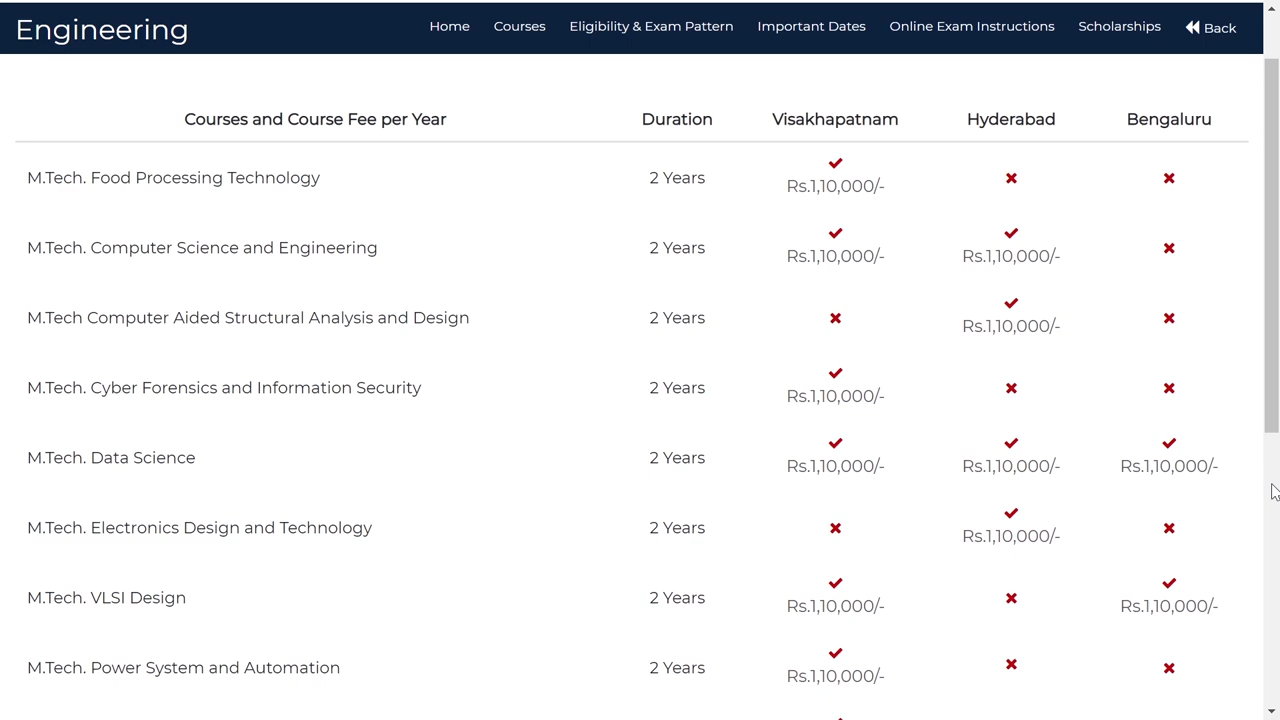 Engineering Home Courses Eligibility & Exam Pattern Important Dates Online Exam Instructions Scholarships Back
Courses and Course Fee per Year Duration Visakhapatnam Hyderabad Bengaluru
M.Tech. Food Processing Technology 2 Years Rs.1,10,000/-
M.Tech. Computer Science and Engineering 2 Years Rs.1,10,000/- Rs.1,10,000/-
M.Tech Computer Aided Structural Analysis and Design 2 Years Rs.1,10,000/-
M.Tech. Cyber Forensics and Information Security 2 Years Rs.1,10,000/-
M.Tech. Data Science 2 Years Rs.1,10,000/- Rs.1,10,000/- Rs.1,10,000/-
M.Tech. Electronics Design and Technology 2 Years Rs.1,10,000/-
M.Tech. VLSI Design 2 Years Rs.1,10,000/- Rs.1,10,000/-
M.Tech. Power System and Automation 2 Years Rs.1,10,000/-